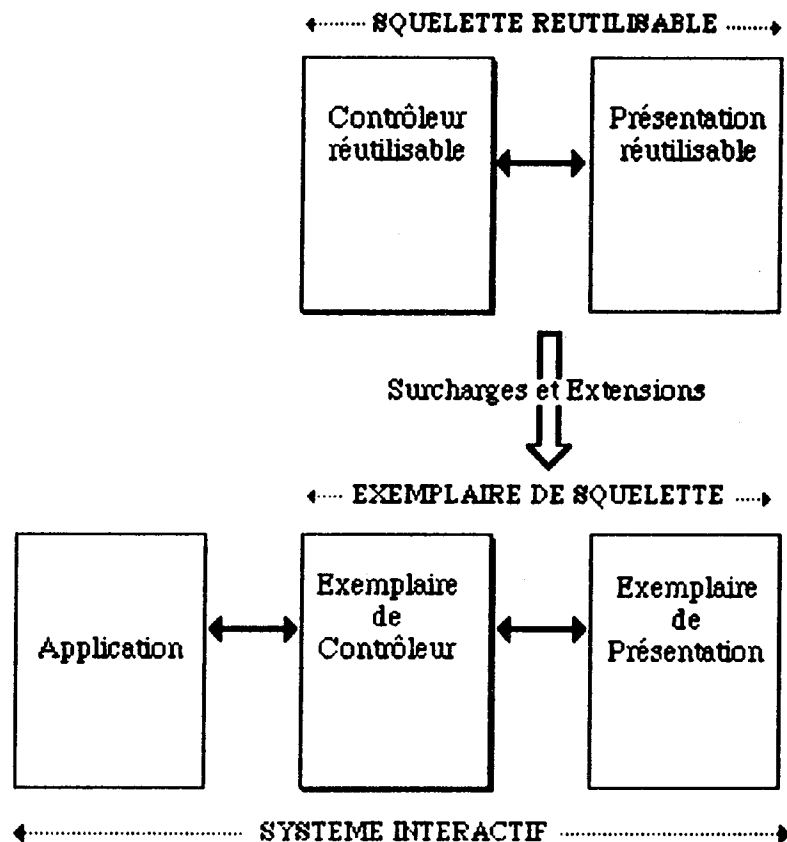 SQUELETTE REUTILISABLE
Contrôleur
réutilisable
Présentation
réutilisable
Surcharges et Extensions
EXEMPLAIRE DE SQUELETTE
Application
Exemplaire
de
Contrôleur
Exemplaire
de
Présentation
SYSTEME INTERACTIF